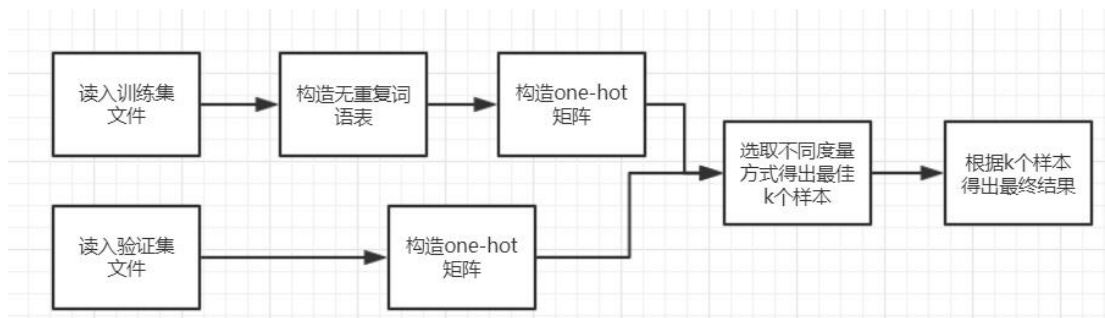 读入训练集
文件
构造无重复词
语表
构造one-hot
矩阵
选取不同度量
方式得出最佳
k个样本
根据k个样本
得出最终结果
读入验证集
文件
构造one-hot
矩阵